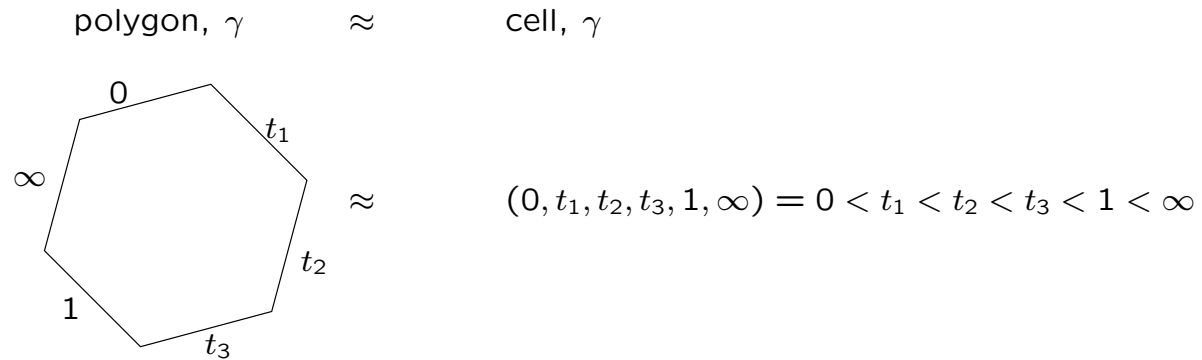 polygon, γ ≈ cell, γ
0
t₁
∞
≈ (0, t₁, t₂, t₃, 1, ∞) = 0 < t₁ < t₂ < t₃ < 1 < ∞
t₂
1
t₃